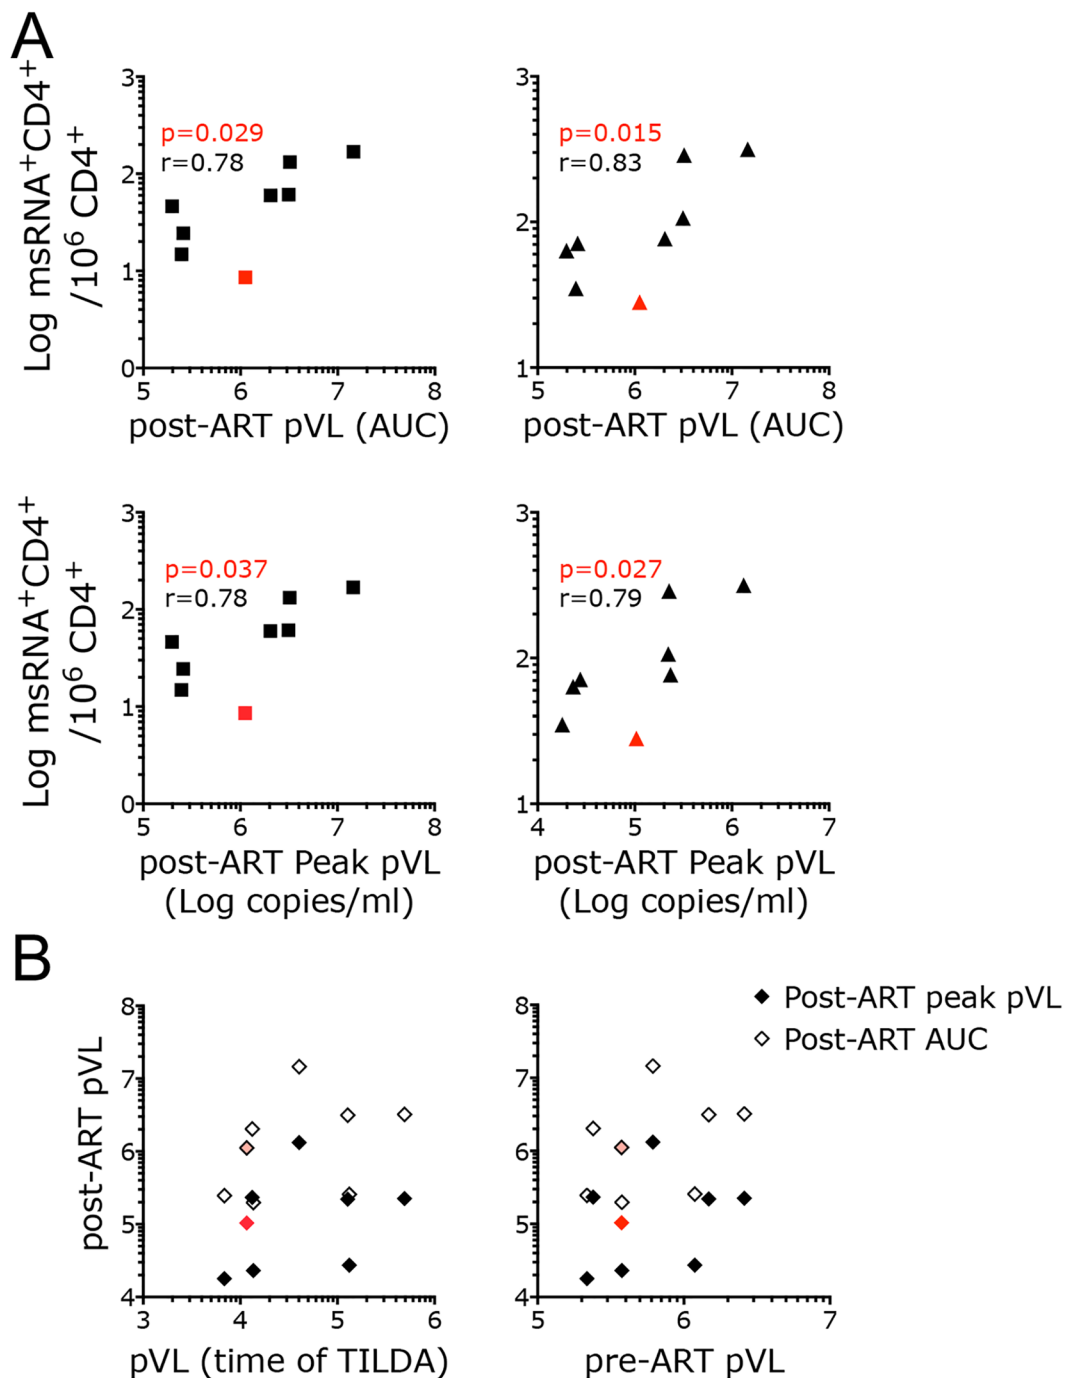 A
Log msRNA⁺CD4⁺
/10⁶ CD4⁺
3
2
1
0
p=0.029
r=0.78
5 6 7 8
post-ART pVL (AUC)
3
2
1
p=0.015
r=0.83
5 6 7 8
post-ART pVL (AUC)
Log msRNA⁺CD4⁺
/10⁶ CD4⁺
3
2
1
0
p=0.037
r=0.78
5 6 7 8
post-ART Peak pVL
(Log copies/ml)
3
2
1
p=0.027
r=0.79
4 5 6 7
post-ART Peak pVL
(Log copies/ml)
B
post-ART pVL
8
7
6
5
4
3 4 5 6
pVL (time of TILDA)
8
7
6
5
4
5 6 7
pre-ART pVL
Post-ART peak pVL
Post-ART AUC